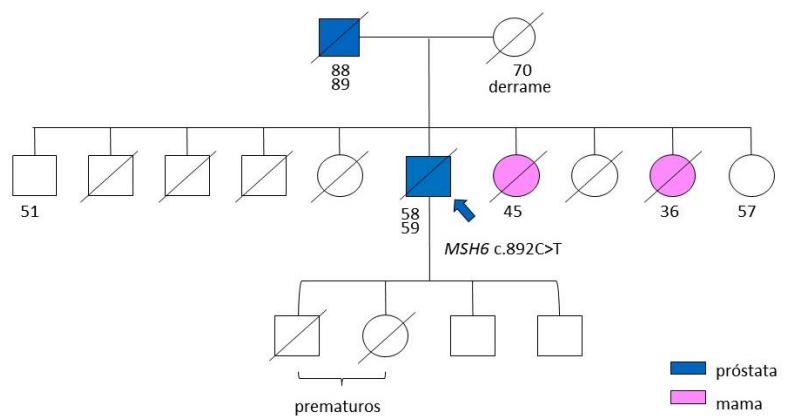 88
89
70
derrame
51
58
59
45
36
57
MSH6 c.892C>T
prematuros
próstata
mama